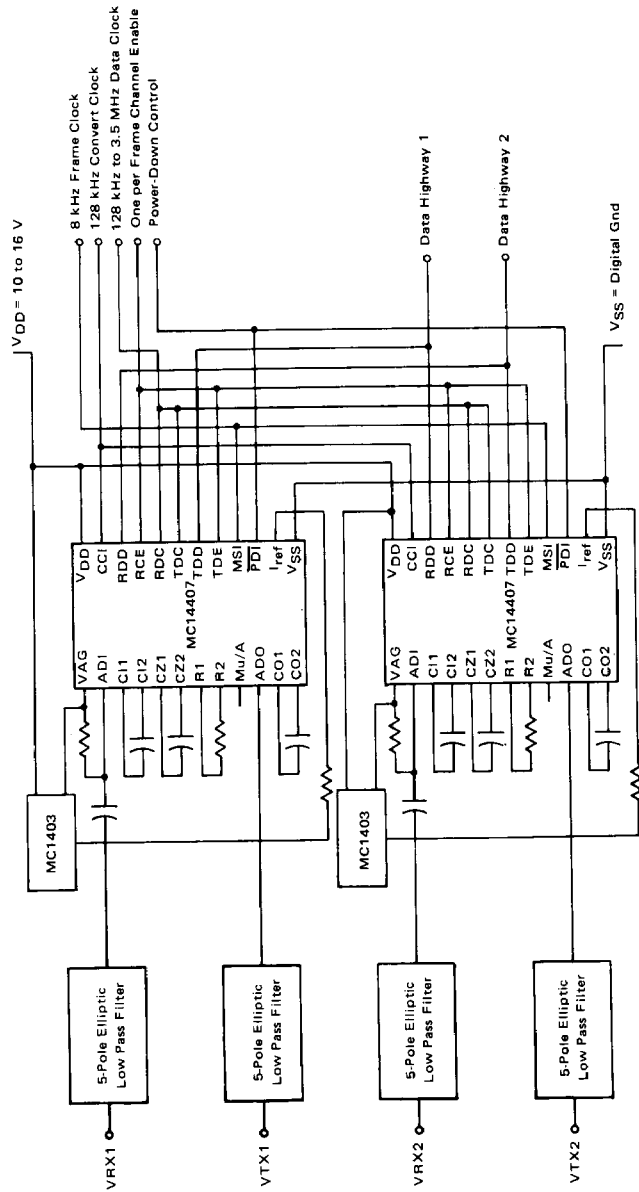 VDD = 10 to 16 V
8 kHz Frame Clock
128 kHz Convert Clock
128 kHz to 3.5 MHz Data Clock
One per Frame Channel Enable
Power-Down Control
Data Highway 1
Data Highway 2
VSS = Digital Gnd
MC1403
VAG
ADI
CI1
CI2
CZ1
CZ2
R1
R2
Mu/A
ADO
CO1
CO2
MC14407
VDD
CCI
RDD
RCE
RDC
TDC
TDD
TDE
MSI
PDI
Iref
VSS
MC1403
VAG
ADI
CI1
CI2
CZ1
CZ2
R1
R2
Mu/A
ADO
CO1
CO2
MC14407
VDD
CCI
RDD
RCE
RDC
TDC
TDD
TDE
MSI
PDI
Iref
VSS
5-Pole Elliptic
Low Pass Filter
5-Pole Elliptic
Low Pass Filter
5-Pole Elliptic
Low Pass Filter
5-Pole Elliptic
Low Pass Filter
VRX1
VTX1
VRX2
VTX2